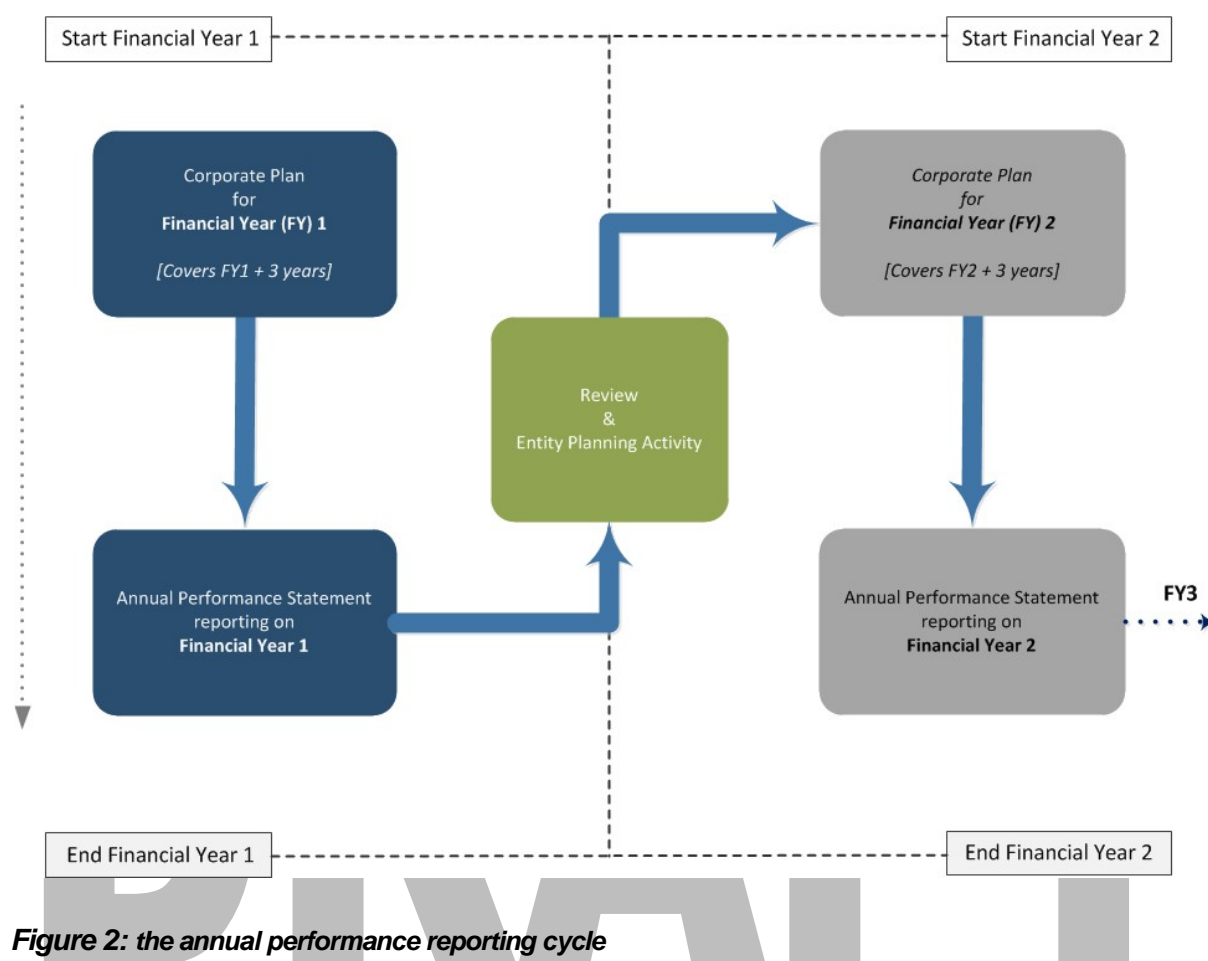 Start Financial Year 1
Start Financial Year 2
Corporate Plan
for
Financial Year (FY) 1
[Covers FY1 + 3 years]
Corporate Plan
for
Financial Year (FY) 2
[Covers FY2 + 3 years]
Review
&
Entity Planning Activity
Annual Performance Statement
reporting on
Financial Year 1
Annual Performance Statement
reporting on
Financial Year 2
FY3
End Financial Year 1
End Financial Year 2
Figure 2: the annual performance reporting cycle